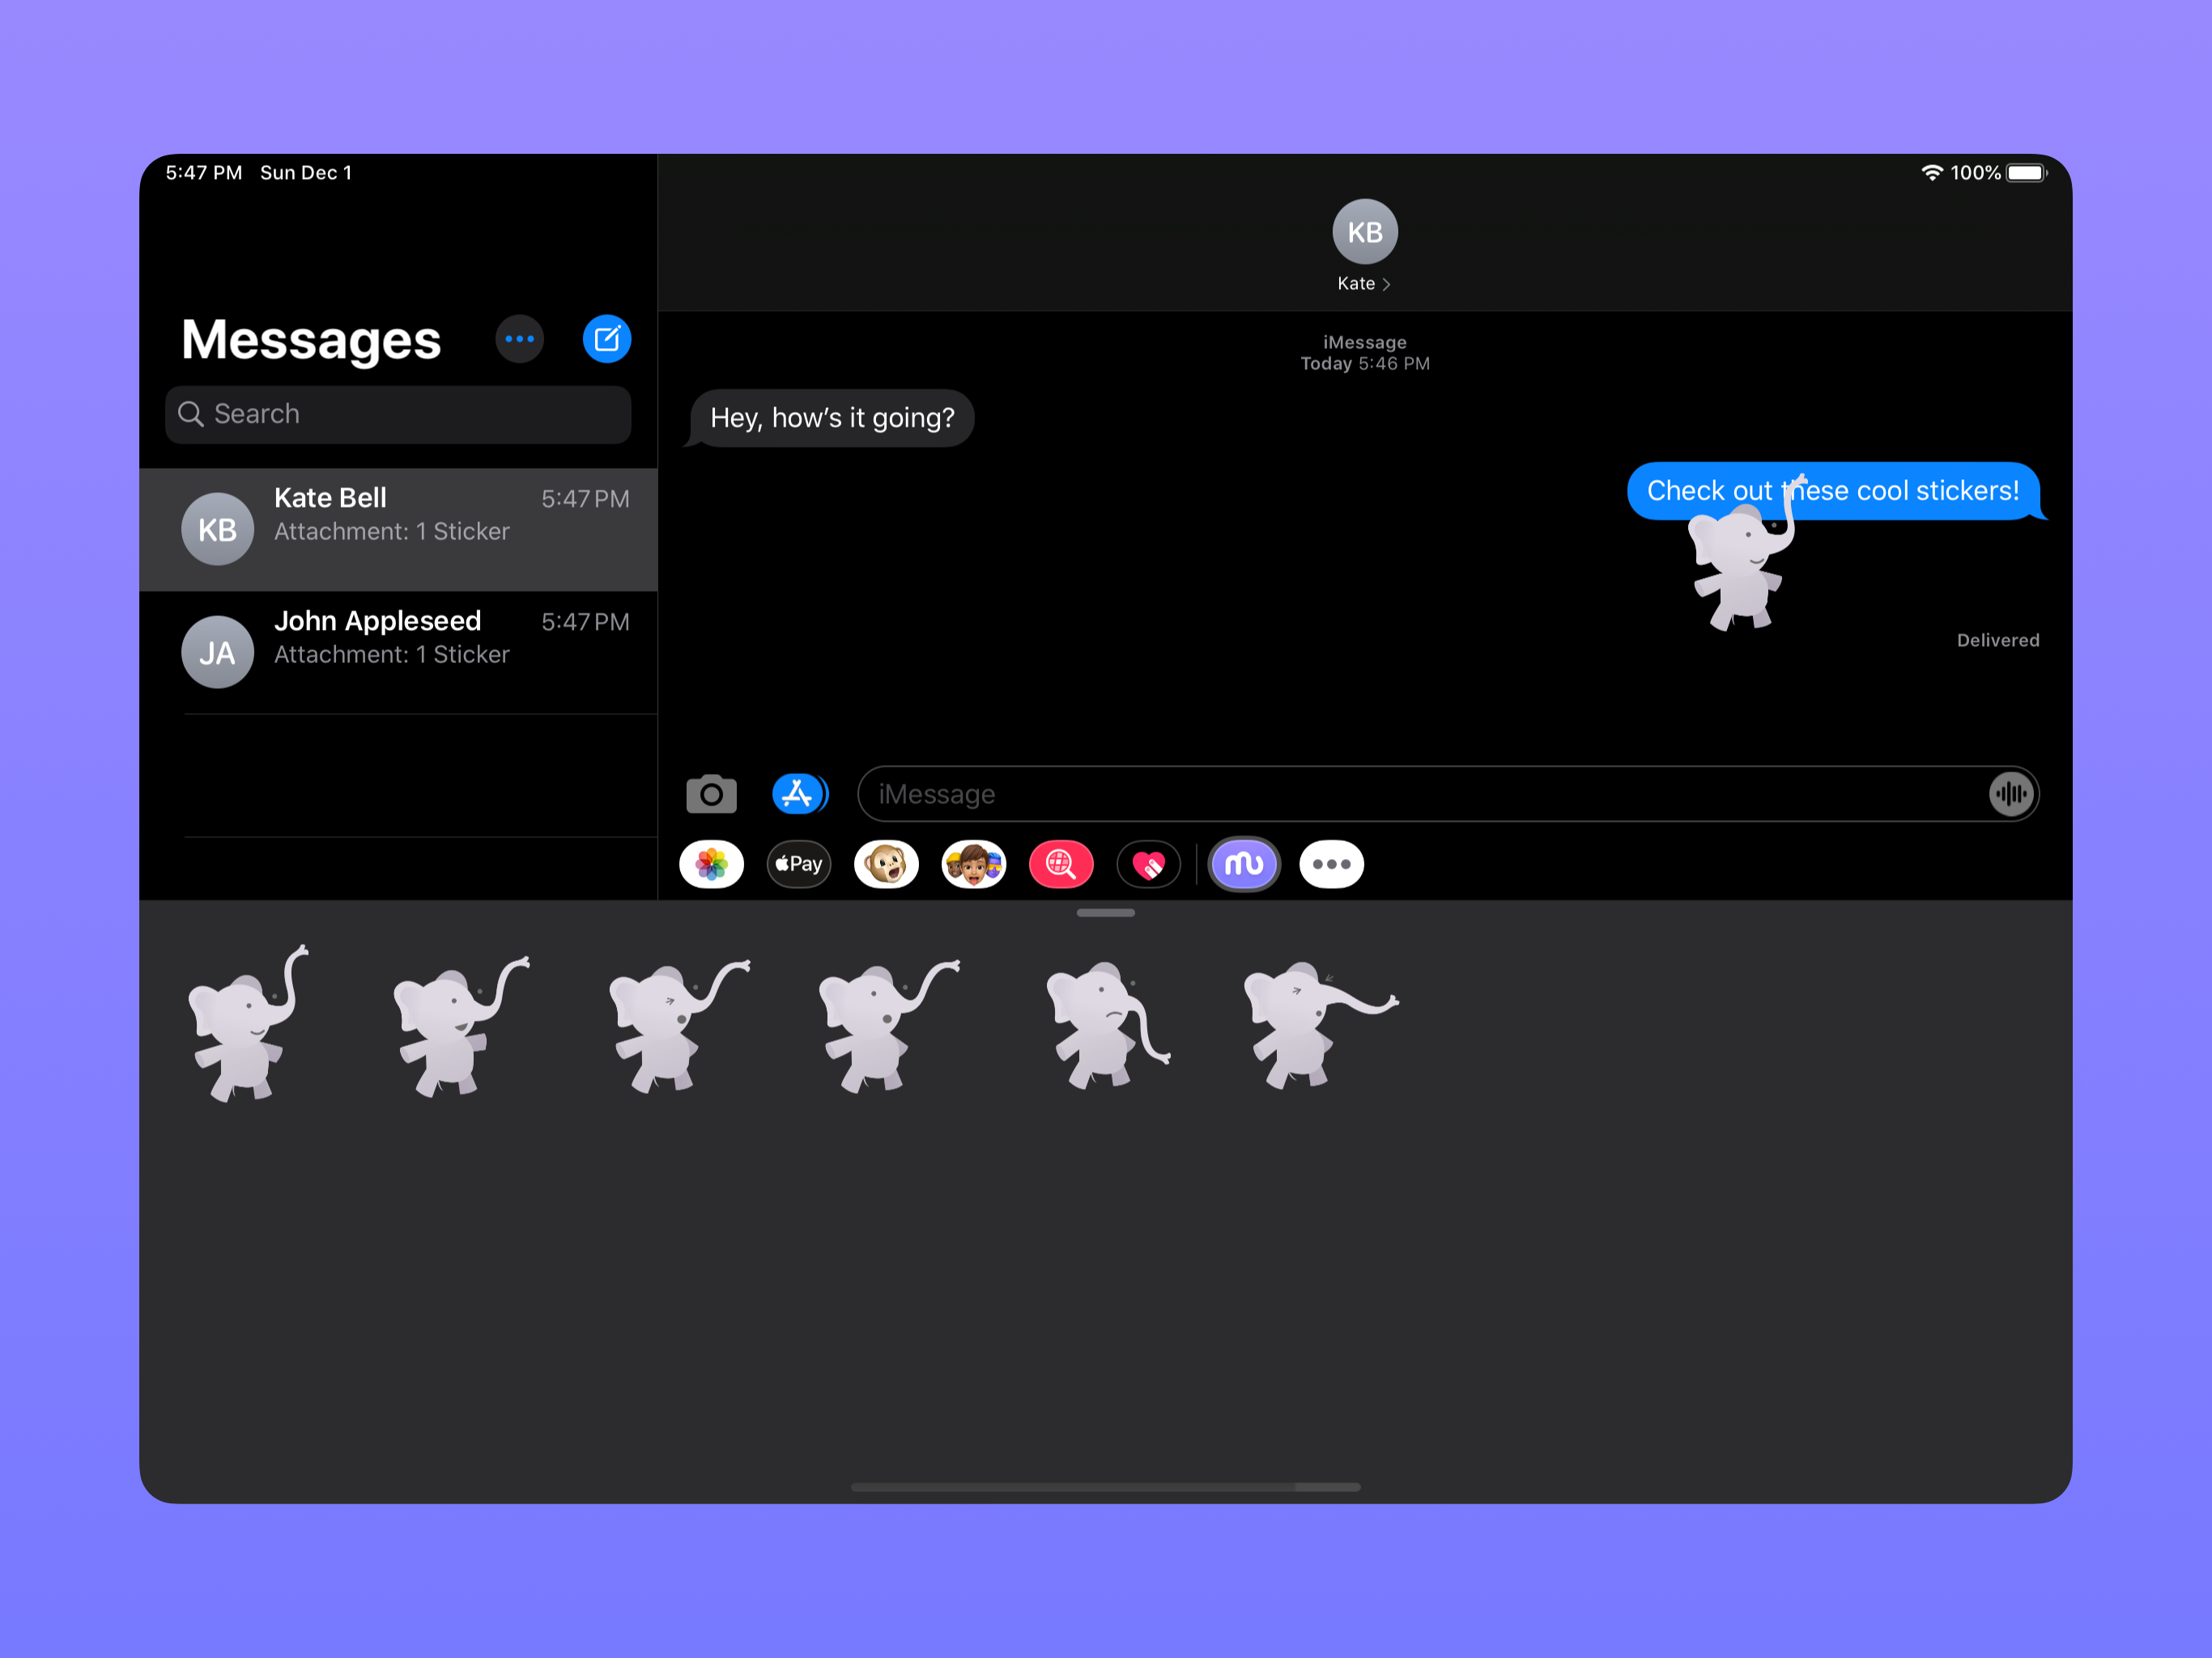 5:47 PM Sun Dec 1
100%
Messages
Search
KB
Kate Bell
5:47 PM
Attachment: 1 Sticker
JA
John Appleseed
5:47 PM
Attachment: 1 Sticker
KB
Kate
iMessage
Today 5:46 PM
Hey, how’s it going?
Check out these cool stickers!
Delivered
iMessage
Pay